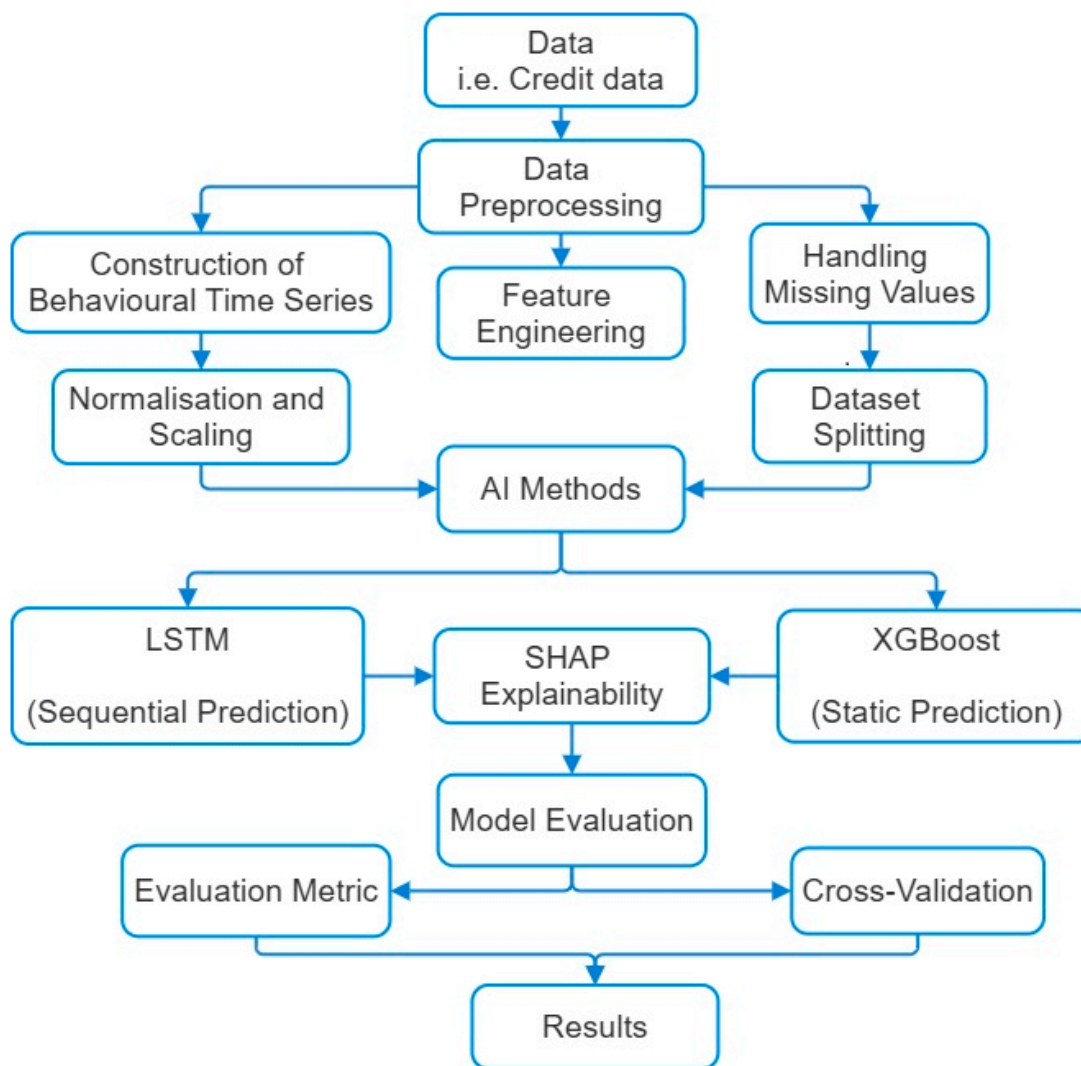 Data
i.e. Credit data
Data
Preprocessing
Construction of
Behavioural Time Series
Feature
Engineering
Handling
Missing Values
Normalisation and
Scaling
Dataset
Splitting
AI Methods
LSTM
(Sequential Prediction)
SHAP
Explainability
XGBoost
(Static Prediction)
Model Evaluation
Evaluation Metric
Cross-Validation
Results